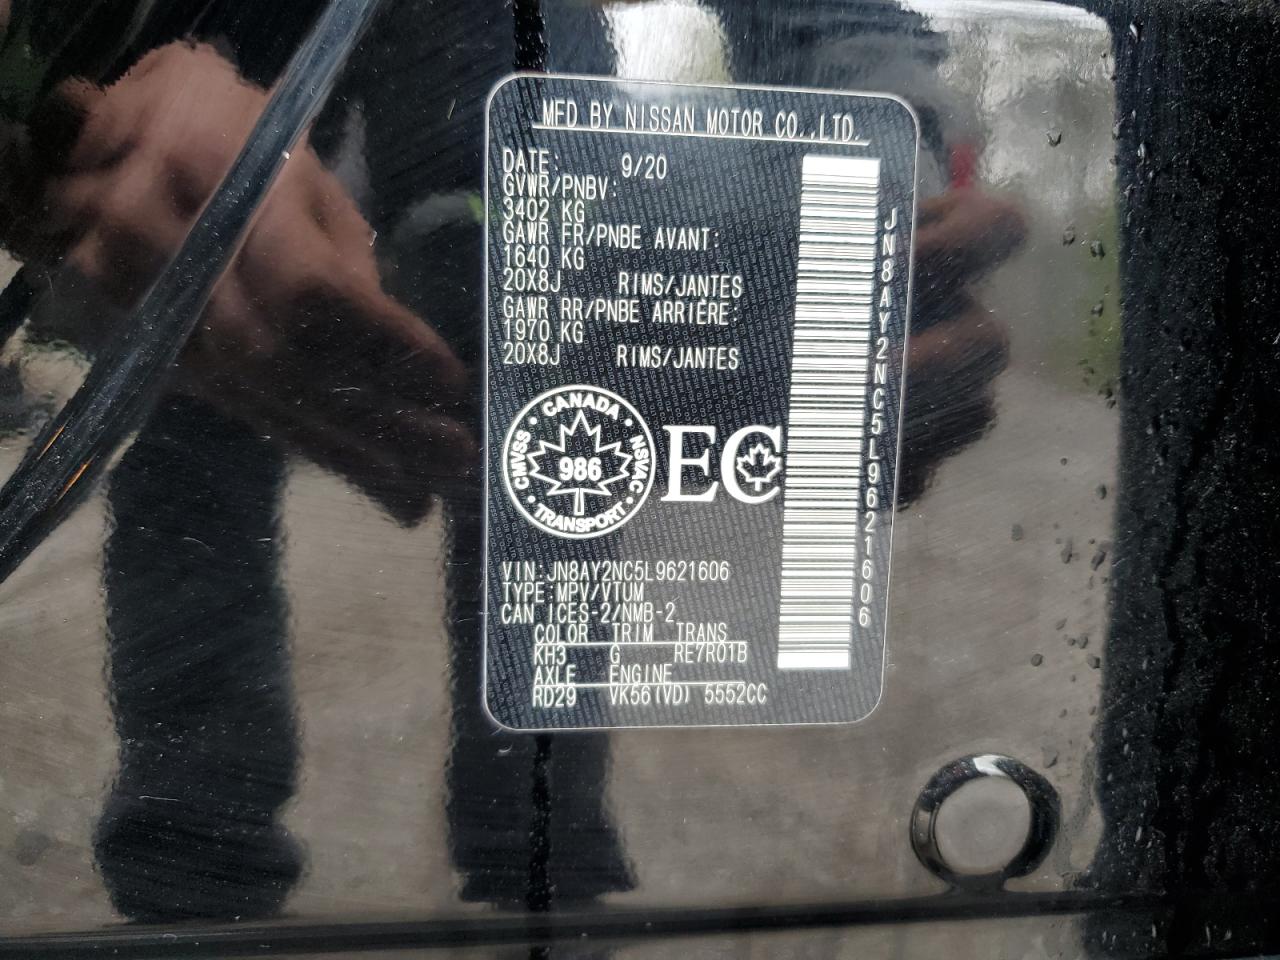 MFD BY NISSAN MOTOR CO.,LTD.
DATE: 9/20
GVWR/PNBV:
3402 KG
GAWR FR/PNBE AVANT:
1640 KG
20X8J RIMS/JANTES
GAWR RR/PNBE ARRIERE:
1970 KG
20X8J RIMS/JANTES
CANADA
CMVSS
986
NSVAC
TRANSPORT
EC
VIN:JN8AY2NC5L9621606
TYPE:MPV/VTUM
CAN ICES-2/NMB-2
COLOR TRIM TRANS
KH3 G RE7R01B
AXLE ENGINE
RD29 VK56(VD) 5552CC
JN8AY2NC5L9621606